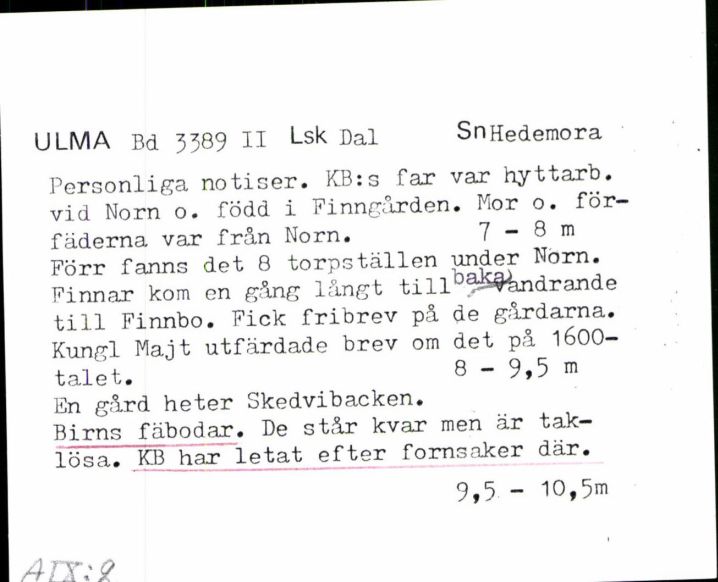 ULMA Bd 3389 II Lsk Dal Sn Hedemora
Personliga notiser. KB:s far var hyttarb.
vid Norn o. född i Finngården. Mor o. för-
fäderna var från Norn. 7 - 8 m
Förr fanns det 8 torpställen under Norn.
Finnar kom en gång långt tillbaka vandrande
till Finnbo. Fick fribrev på de gårdarna.
Kungl Majt utfärdade brev om det på 1600-
talet. 8 - 9,5 m
En gård heter Skedvibacken.
Birns fäbodar. De står kvar men är tak-
lösa. KB har letat efter fornsaker där.
9,5 - 10,5m
AIX:2